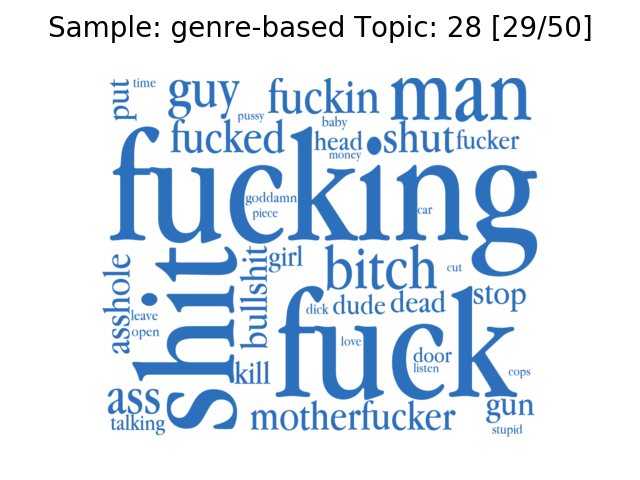 Sample: genre-based Topic: 28 [29/50]
put
time
guy
fuckin
man
pussy
baby
fucked
head
shut
fucker
money
fucking
goddamn
piece
car
asshole
shit
bullshit
girl
bitch
cut
stop
leave
open
dick
dude
dead
fuck
love
door
listen
kill
cops
ass
talking
motherfucker
gun
stupid